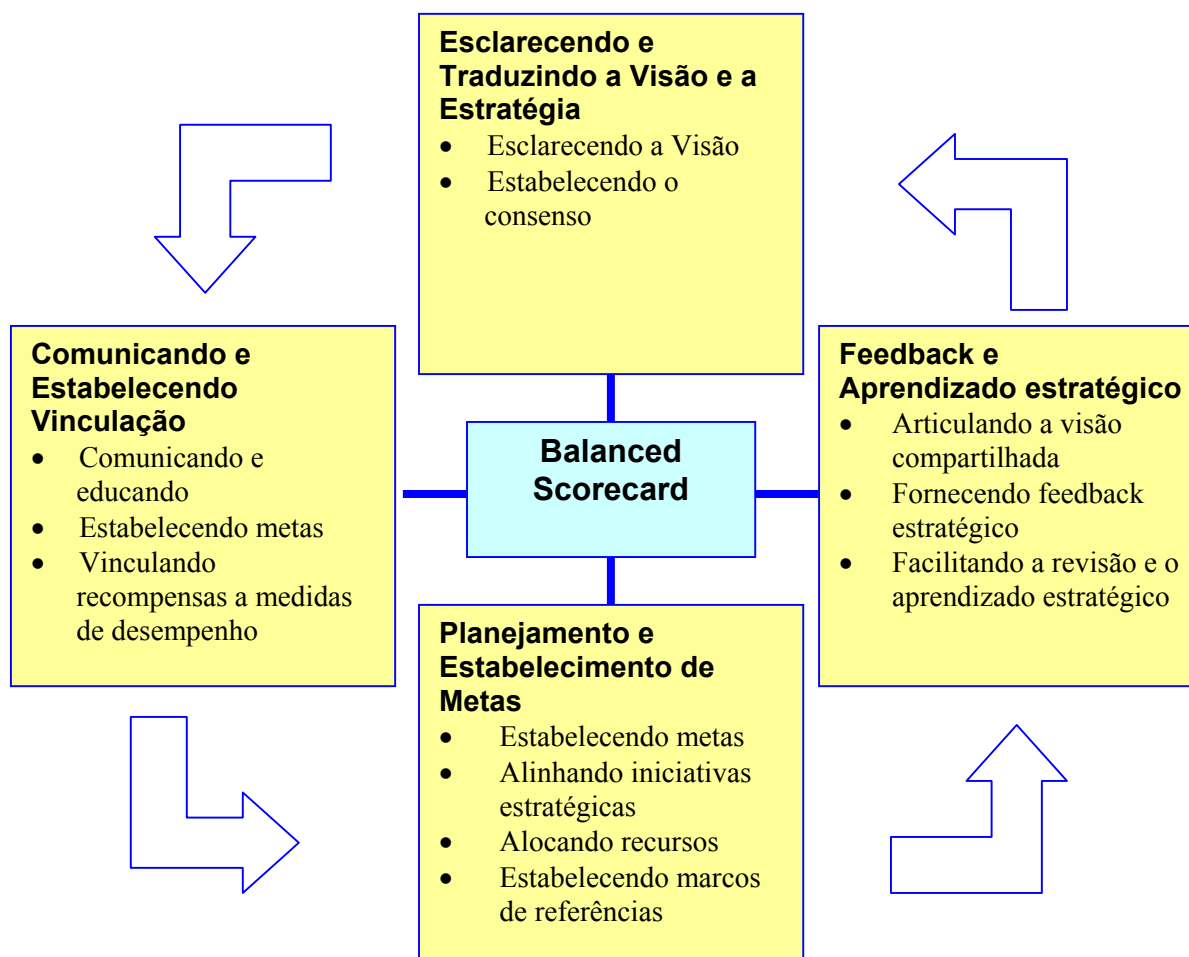 Esclarecendo e
Traduzindo a Visão e a
Estratégia
• Esclarecendo a Visão
• Estabelecendo o
consenso
Comunicando e
Estabelecendo
Vinculação
• Comunicando e
educando
• Estabelecendo metas
• Vinculando
recompensas a medidas
de desempenho
Balanced
Scorecard
Feedback e
Aprendizado estratégico
• Articulando a visão
compartilhada
• Fornecendo feedback
estratégico
• Facilitando a revisão e o
aprendizado estratégico
Planejamento e
Estabelecimento de
Metas
• Estabelecendo metas
• Alinhando iniciativas
estratégicas
• Alocando recursos
• Estabelecendo marcos
de referências